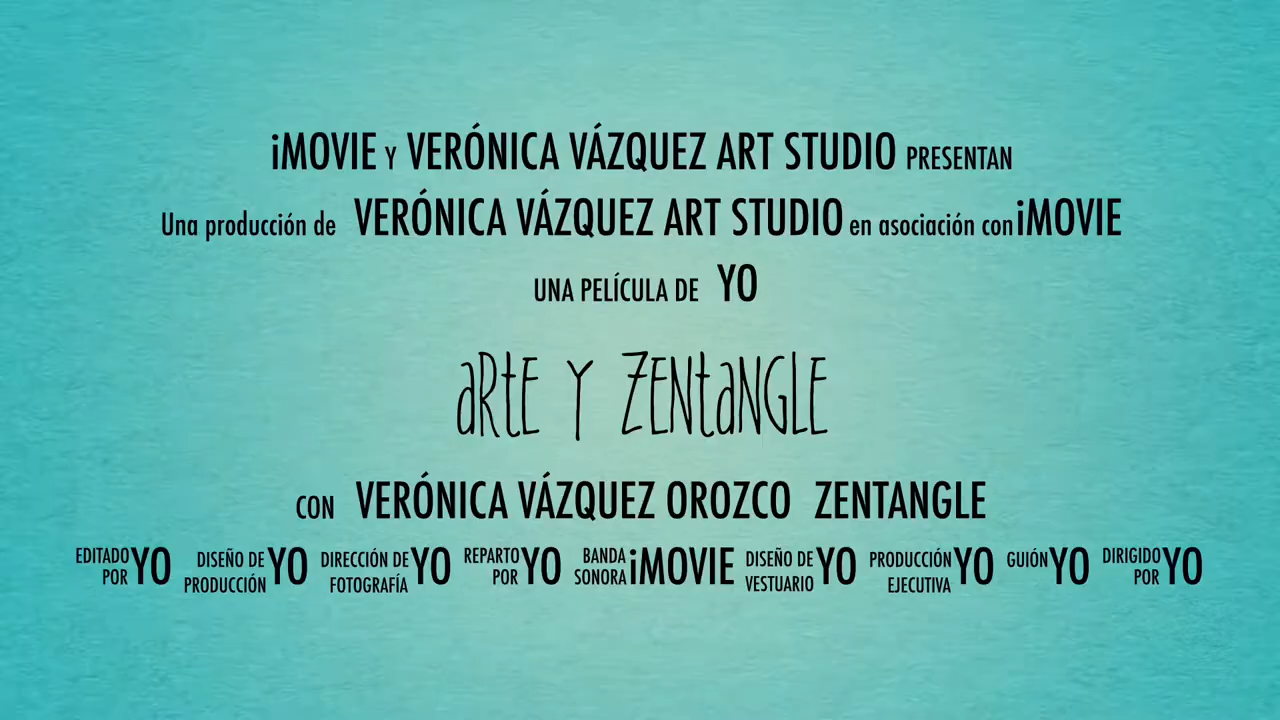 iMOVIE Y VERÓNICA VÁZQUEZ ART STUDIO PRESENTAN
Una producción de VERÓNICA VÁZQUEZ ART STUDIO en asociación con iMOVIE
UNA PELÍCULA DE YO
aRtE Y ZENtaNGLE
CON VERÓNICA VÁZQUEZ OROZCO ZENTANGLE
EDITADO POR YO DISEÑO DE PRODUCCIÓN YO DIRECCIÓN DE FOTOGRAFÍA YO REPARTO POR YO BANDA SONORA iMOVIE DISEÑO DE VESTUARIO YO PRODUCCIÓN EJECUTIVA YO GUIÓN YO DIRIGIDO POR YO